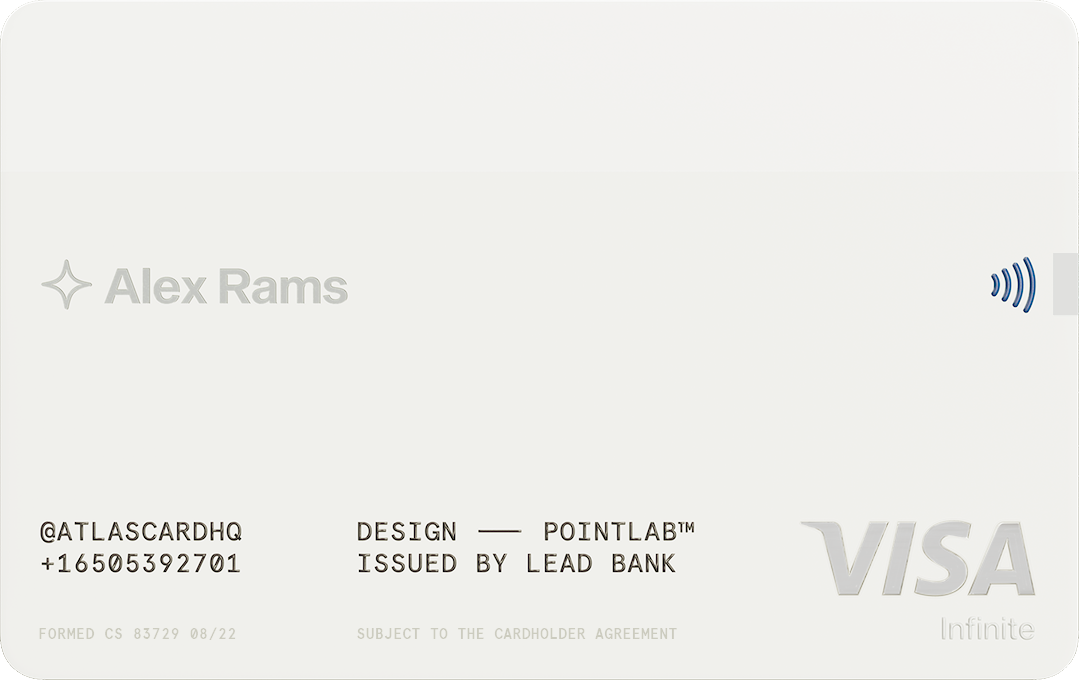 Alex Rams
@ATLASCARDHQ
+16505392701
DESIGN —— POINTLAB™
ISSUED BY LEAD BANK
VISA
Infinite
FORMED CS 83729 08/22
SUBJECT TO THE CARDHOLDER AGREEMENT